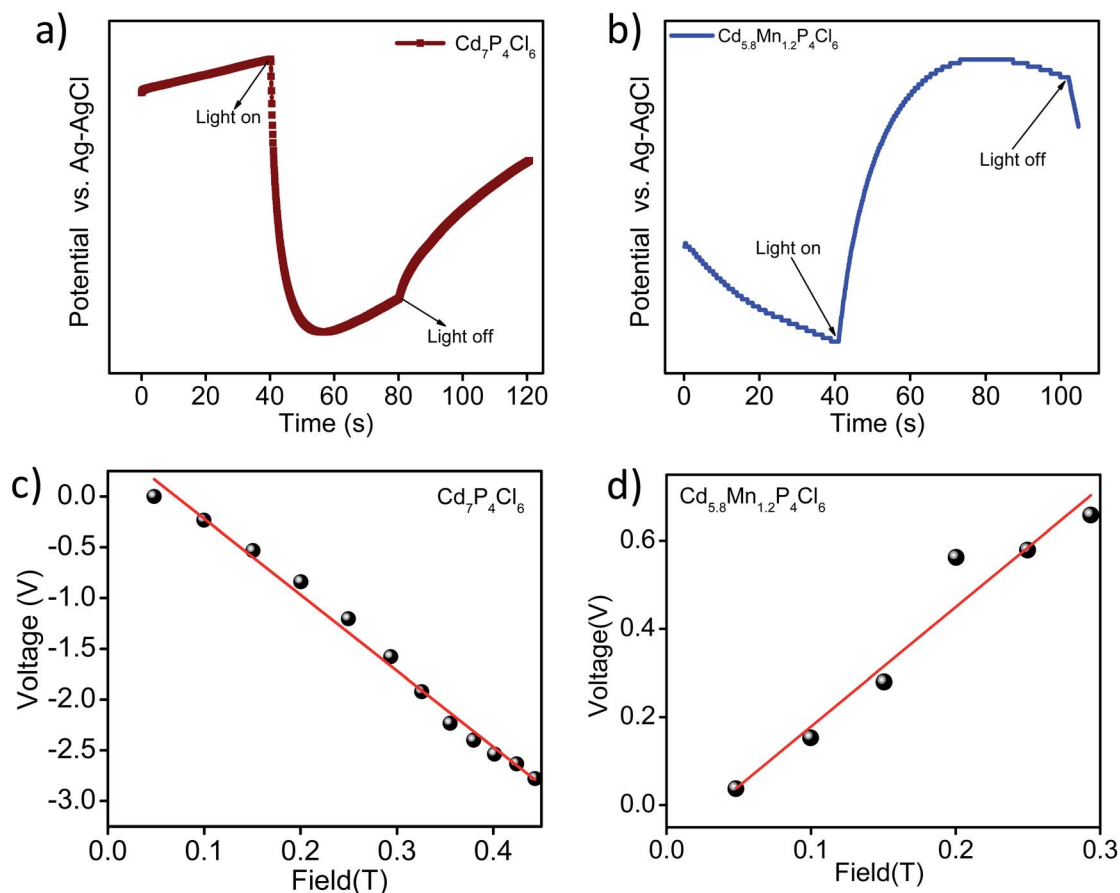 a)
Cd7P4Cl6
Potential vs. Ag-AgCl
Light on
Light off
0 20 40 60 80 100 120
Time (s)
b)
Cd5.8Mn1.2P4Cl6
Potential vs. Ag-AgCl
Light on
Light off
0 20 40 60 80 100
Time (s)
c)
Cd7P4Cl6
Voltage (V)
0.0
-0.5
-1.0
-1.5
-2.0
-2.5
-3.0
0.0 0.1 0.2 0.3 0.4
Field(T)
d)
Cd5.8Mn1.2P4Cl6
Voltage(V)
0.6
0.4
0.2
0.0
0.0 0.1 0.2 0.3
Field(T)